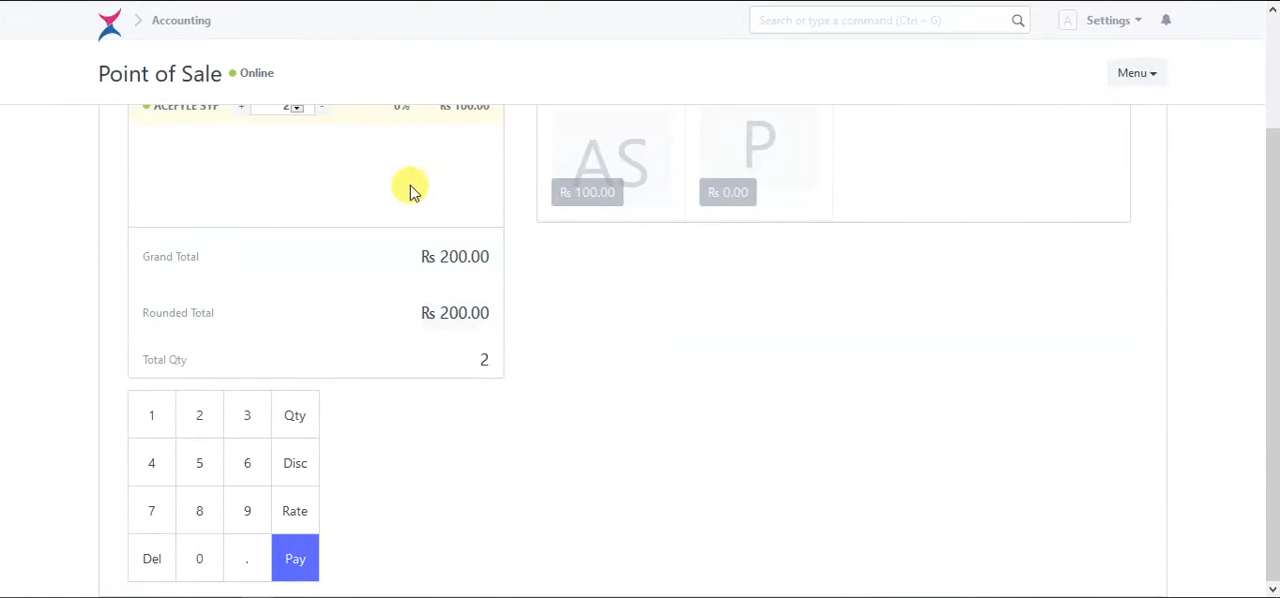 Accounting
Search or type a command (Ctrl + G)
A
Settings
Point of Sale
Online
Menu
ACEFYLE SYP + 2 - 0% Rs 100.00
AS
P
Rs 100.00
Rs 0.00
Grand Total Rs 200.00
Rounded Total Rs 200.00
Total Qty 2
1 2 3 Qty
4 5 6 Disc
7 8 9 Rate
Del 0 . Pay